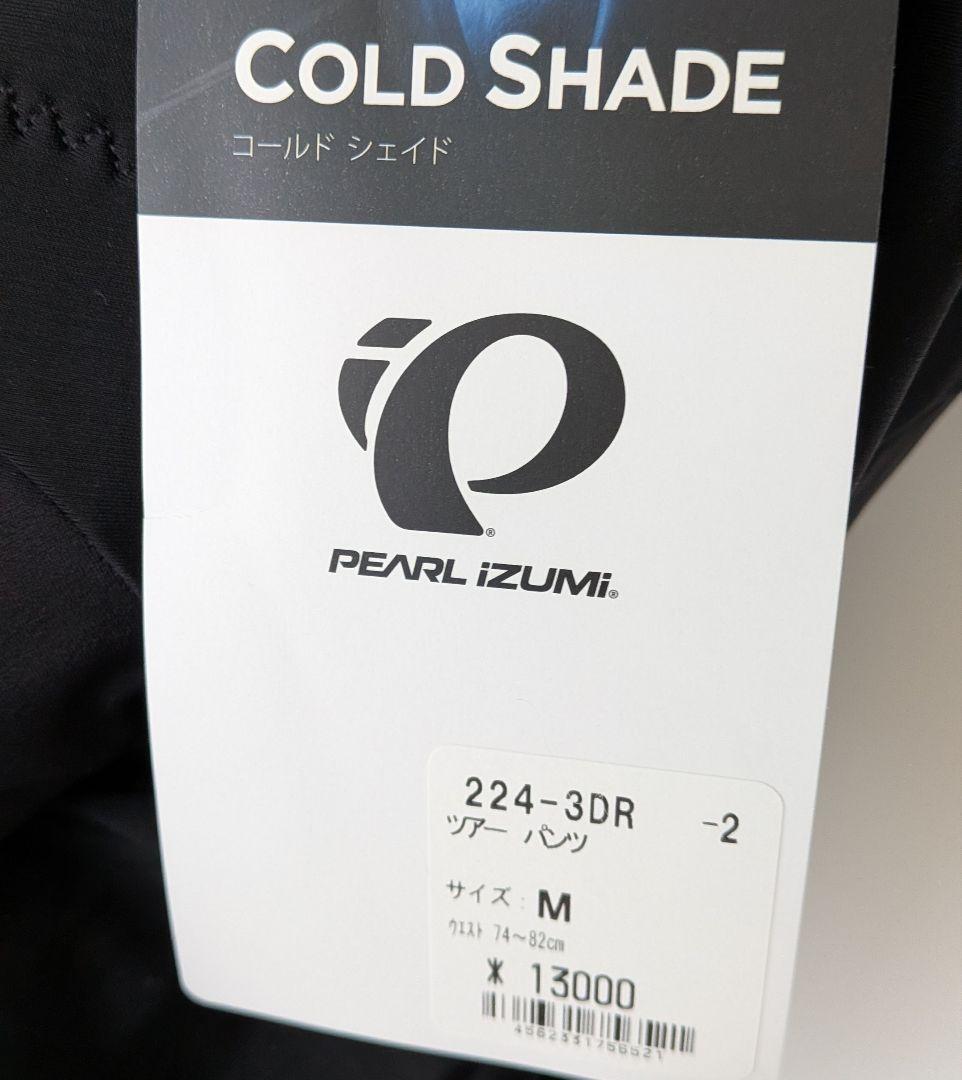 COLD SHADE
コールド シェイド
PEARL iZUMi®
224-3DR -2
ツアー パンツ
サイズ : M
ウエスト 74～82cm
¥ 13000
4562331756521